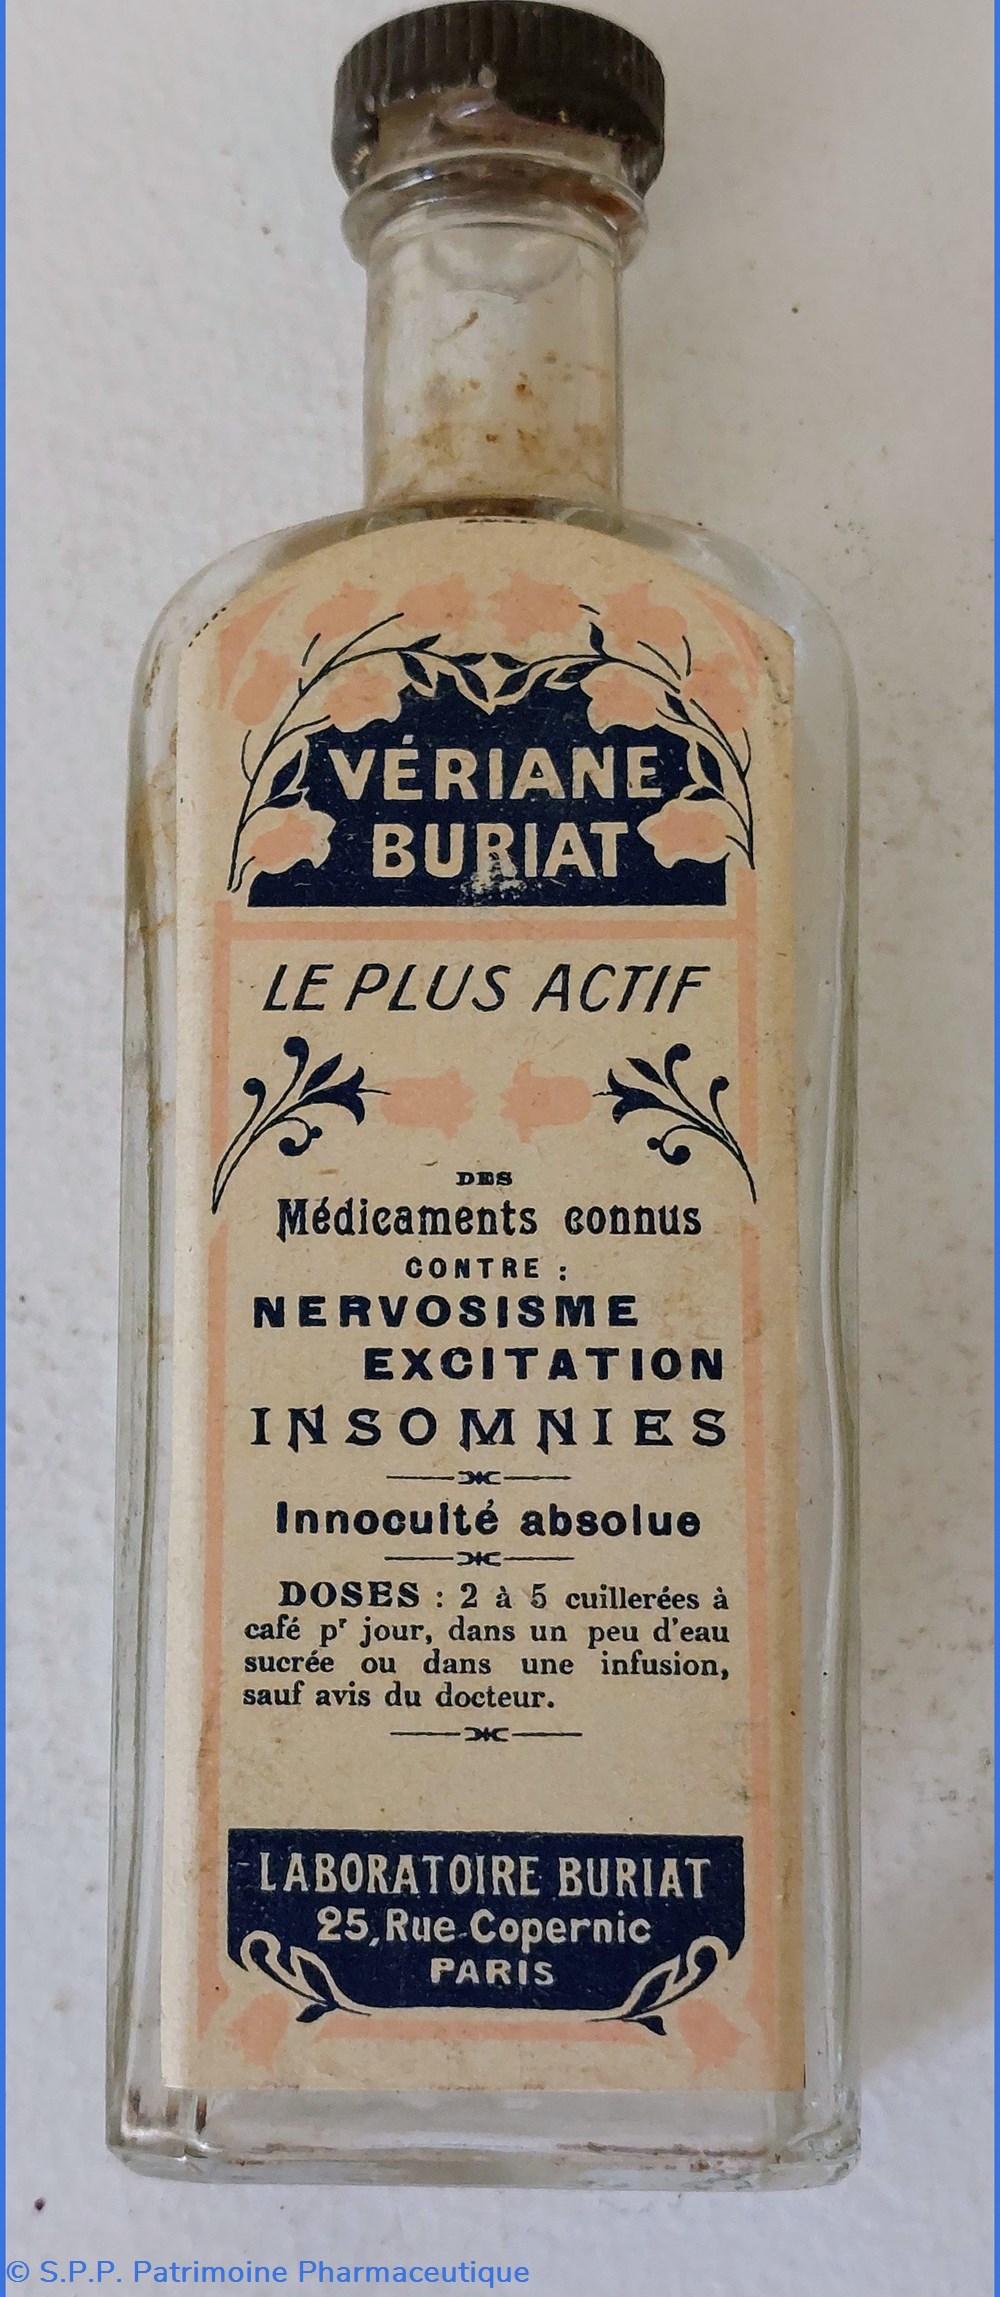 VÉRIANE
BURIAT
LE PLUS ACTIF
DES
Médicaments connus
CONTRE :
NERVOSISME
EXCITATION
INSOMNIES
Innocuité absolue
DOSES : 2 à 5 cuillerées à
café pʳ jour, dans un peu d'eau
sucrée ou dans une infusion,
sauf avis du docteur.
LABORATOIRE BURIAT
25, Rue Copernic
PARIS
© S.P.P. Patrimoine Pharmaceutique